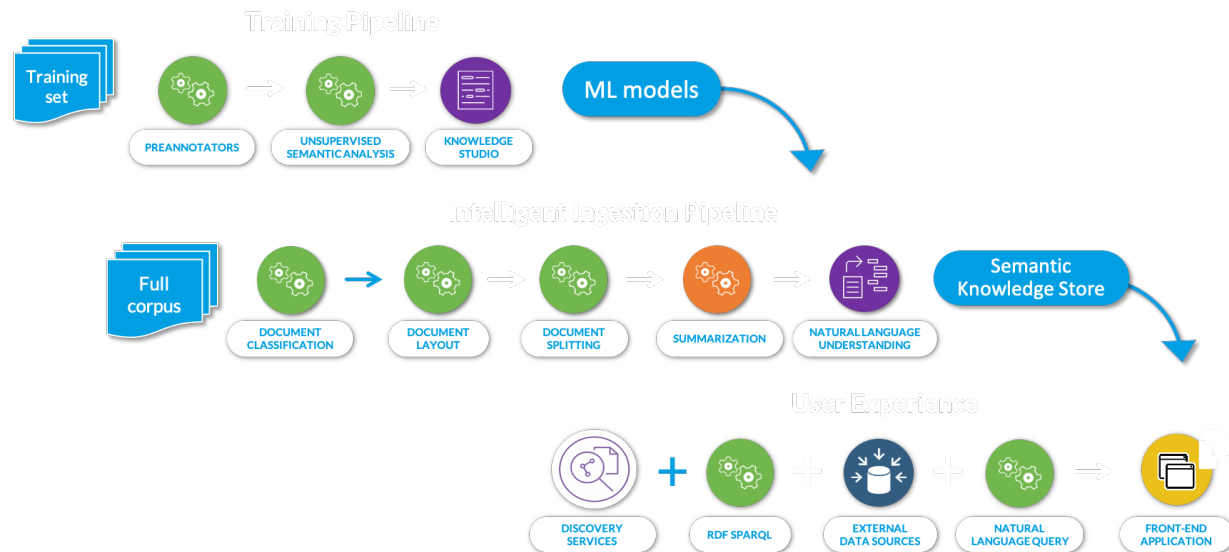 Training Pipeline
Training
set
PREANNOTATORS
UNSUPERVISED
SEMANTIC ANALYSIS
KNOWLEDGE
STUDIO
ML models
Intelligent Ingestion Pipeline
Full
corpus
DOCUMENT
CLASSIFICATION
DOCUMENT
LAYOUT
DOCUMENT
SPLITTING
SUMMARIZATION
NATURAL LANGUAGE
UNDERSTANDING
Semantic
Knowledge Store
User Experience
DISCOVERY
SERVICES
RDF SPARQL
EXTERNAL
DATA SOURCES
NATURAL
LANGUAGE QUERY
FRONT-END
APPLICATION